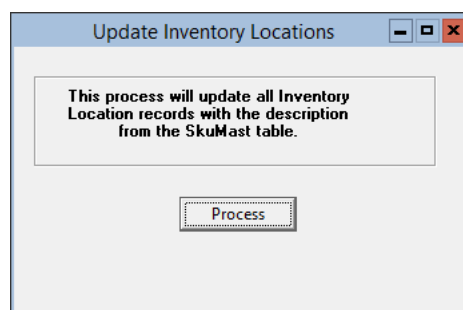 Update Inventory Locations
This process will update all Inventory
Location records with the description
from the SkuMast table.
Process